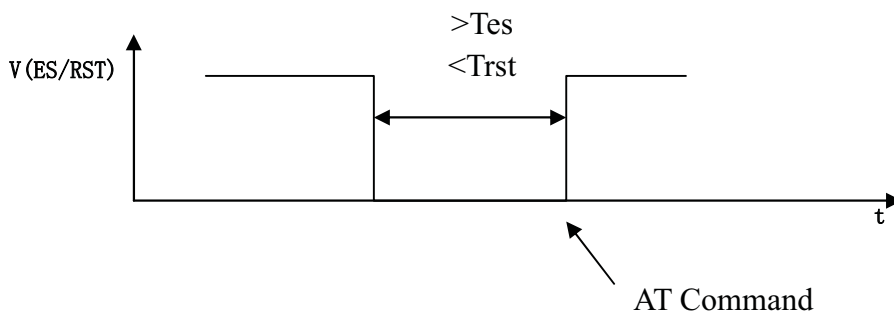 >Tes
<Trst
V(ES/RST)
t
AT Command